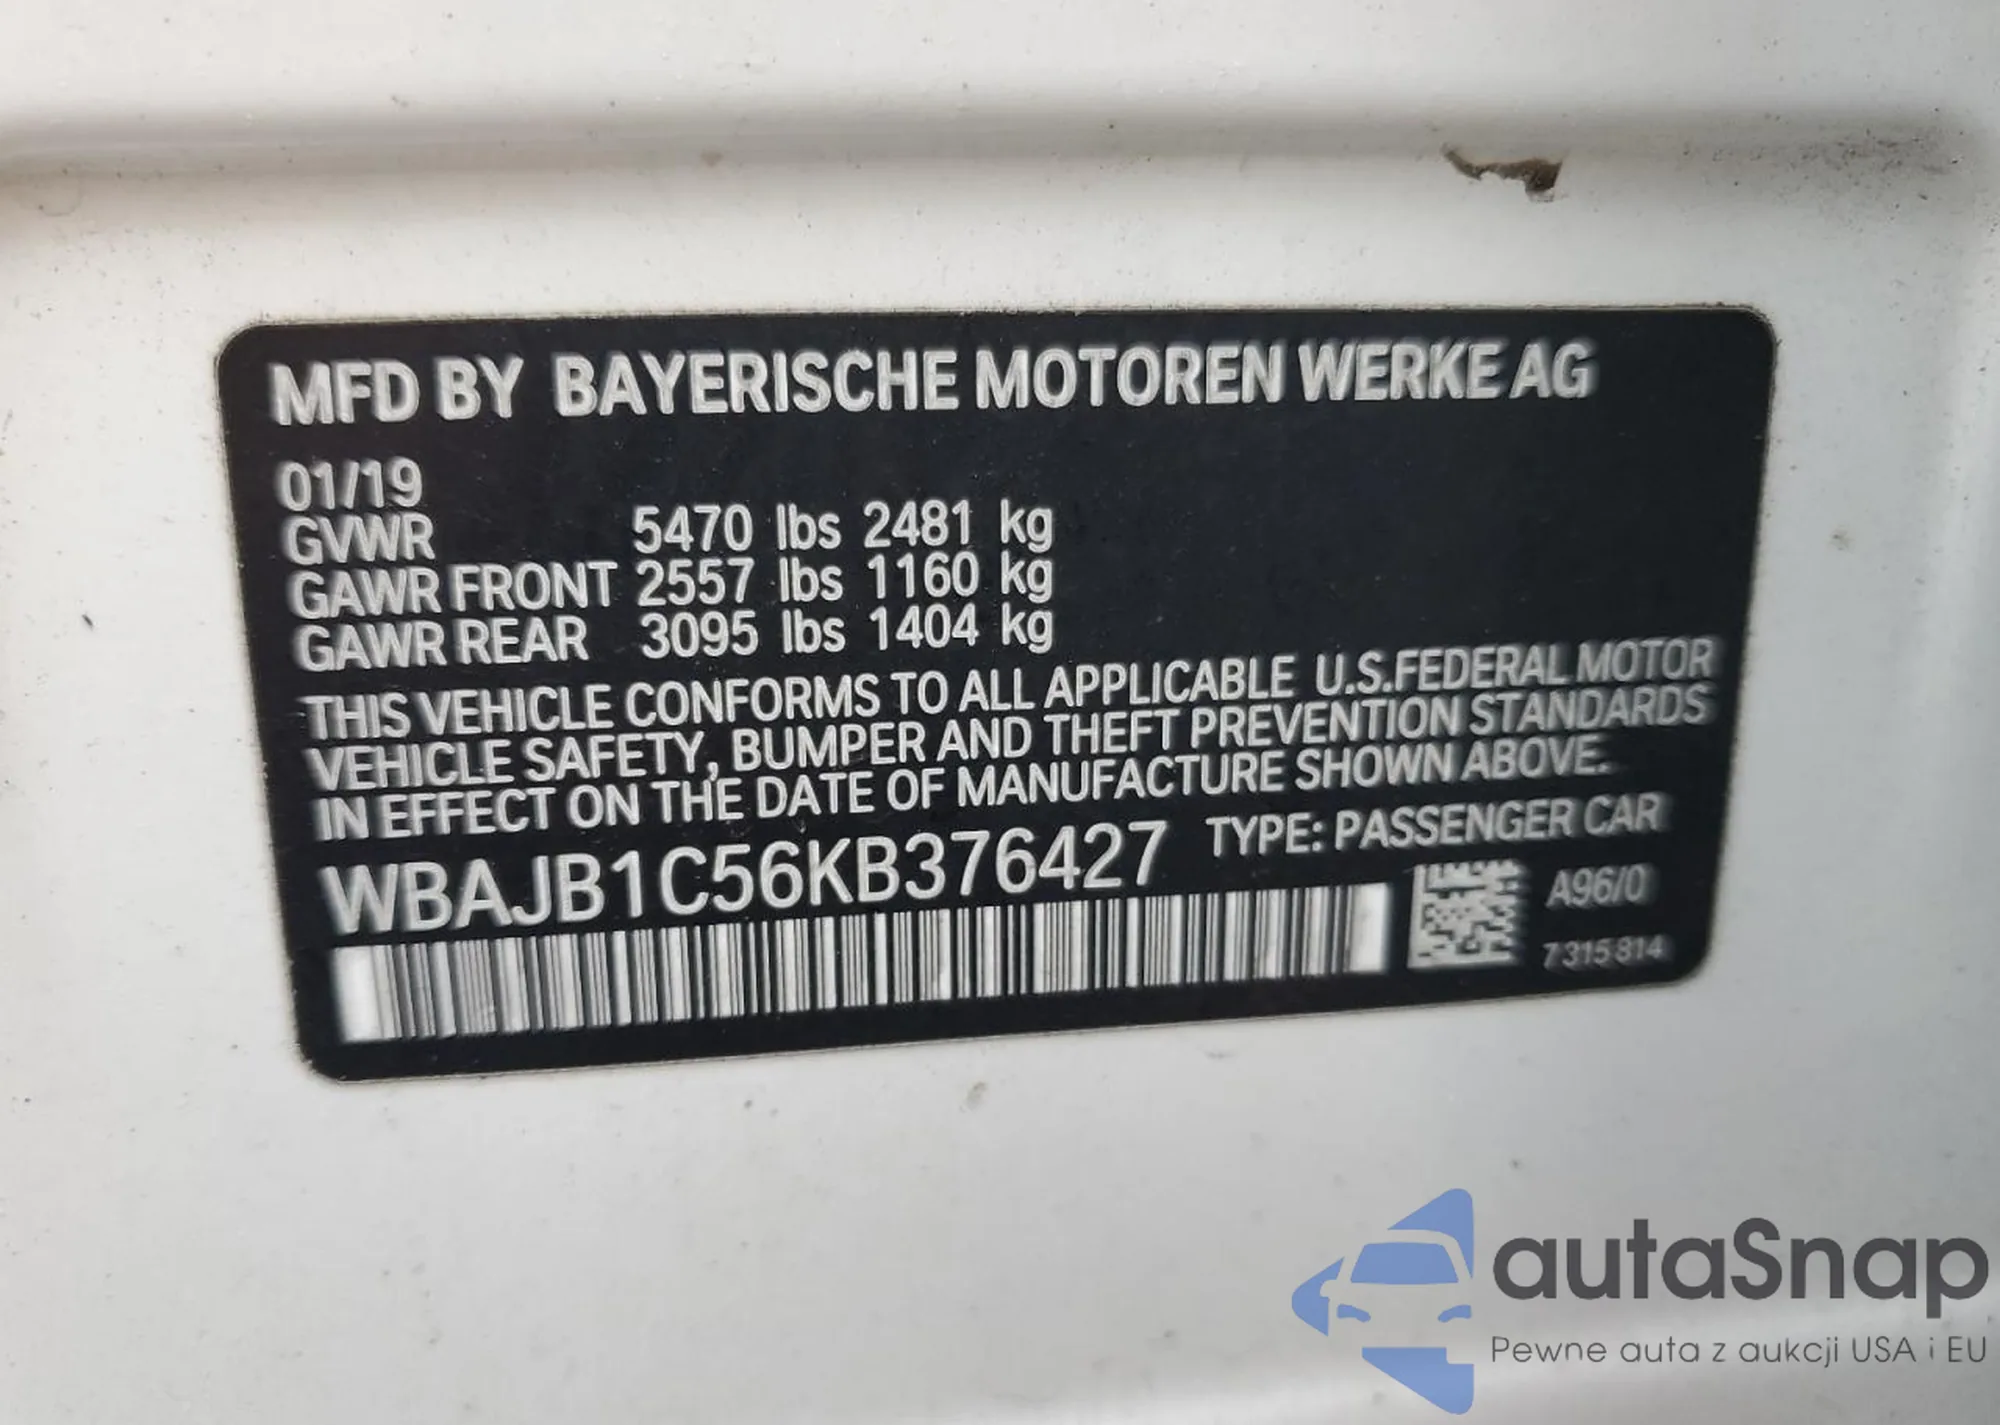 MFD BY BAYERISCHE MOTOREN WERKE AG
01/19
GVWR 5470 lbs 2481 kg
GAWR FRONT 2557 lbs 1160 kg
GAWR REAR 3095 lbs 1404 kg
THIS VEHICLE CONFORMS TO ALL APPLICABLE U.S.FEDERAL MOTOR
VEHICLE SAFETY, BUMPER AND THEFT PREVENTION STANDARDS
IN EFFECT ON THE DATE OF MANUFACTURE SHOWN ABOVE.
WBAJB1C56KB376427 TYPE: PASSENGER CAR
A96/0
7 315 814
autaSnap
Pewne auta z aukcji USA i EU